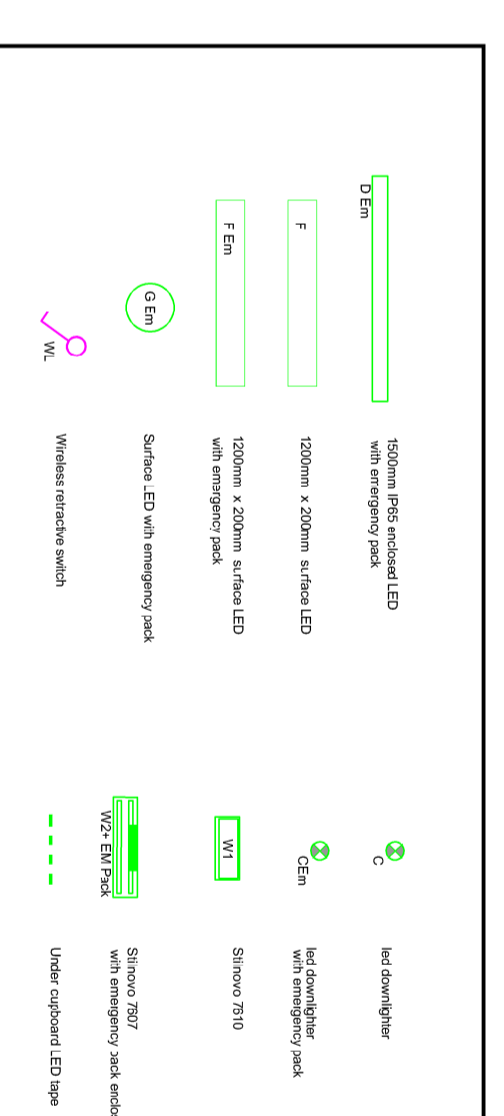 D Em
1500mm IP65 enclosed LED
with emergency pack
F
1200mm x 200mm surface LED
F Em
1200mm x 200mm surface LED
with emergency pack
G Em
Surface LED with emergency pack
WL
Wireless retractive switch
C
led downlighter
CEm
led downlighter
with emergency pack
W1
Stilnovo 7610
W2+ EM Pack
Stilnovo 7607
with emergency pack enclo
Under cupboard LED tape